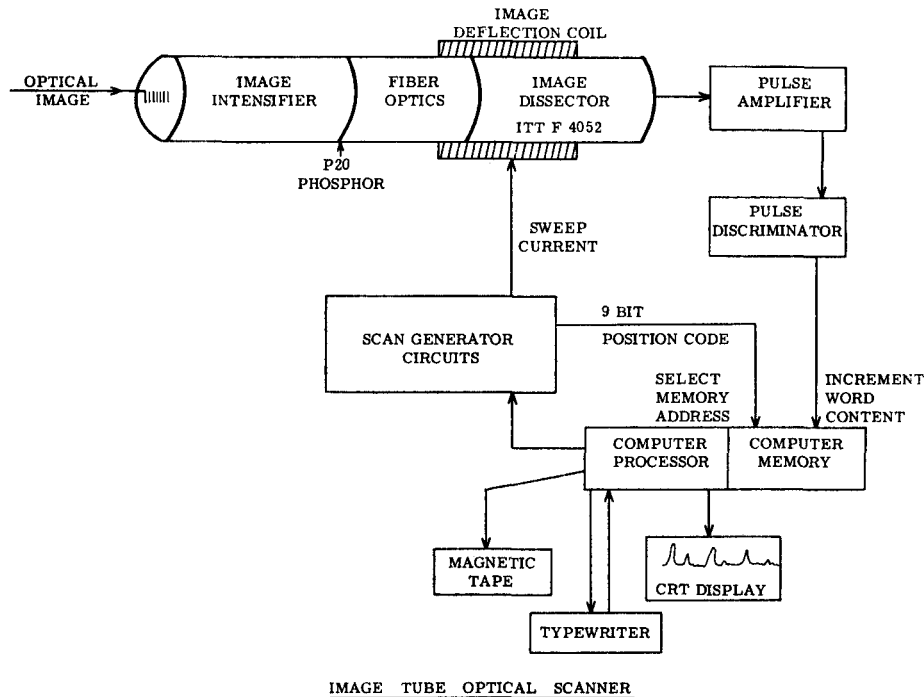 IMAGE
DEFLECTION COIL
OPTICAL
IMAGE
IMAGE
INTENSIFIER
FIBER
OPTICS
IMAGE
DISSECTOR
ITT F 4052
PULSE
AMPLIFIER
P20
PHOSPHOR
PULSE
DISCRIMINATOR
SWEEP
CURRENT
SCAN GENERATOR
CIRCUITS
9 BIT
POSITION CODE
SELECT
MEMORY
ADDRESS
INCREMENT
WORD
CONTENT
COMPUTER
PROCESSOR
COMPUTER
MEMORY
MAGNETIC
TAPE
CRT DISPLAY
TYPEWRITER
IMAGE TUBE OPTICAL SCANNER